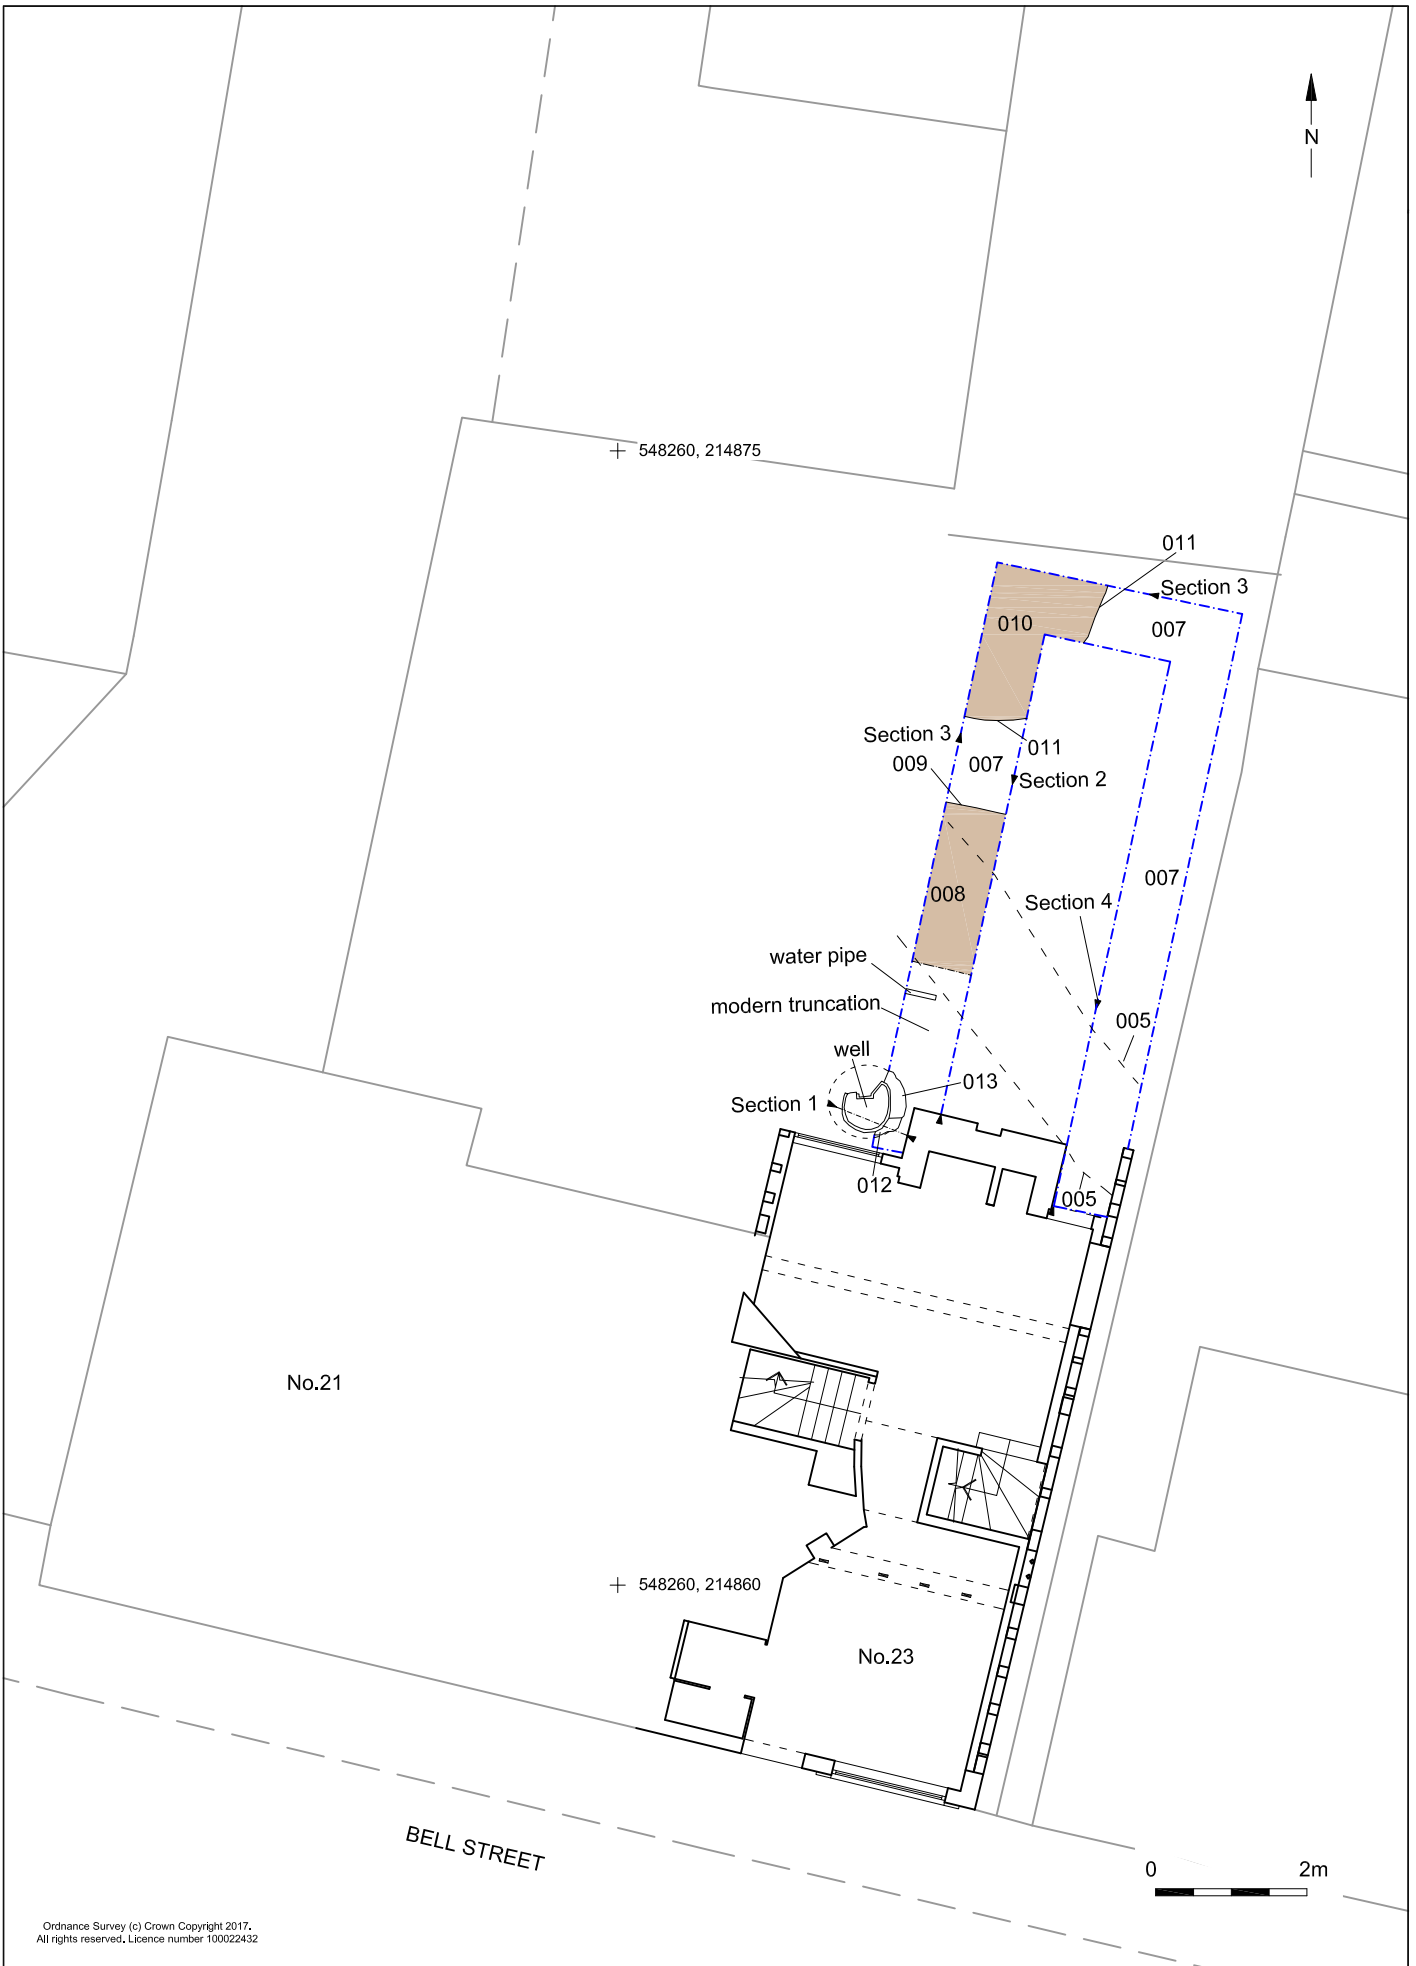 N
548260, 214875
011
Section 3
010
007
Section 3
011
007
009
Section 2
007
008
Section 4
water pipe
modern truncation
005
well
013
Section 1
012
005
No.21
548260, 214860
No.23
BELL STREET
0 2m
Ordnance Survey (c) Crown Copyright 2017.
All rights reserved. Licence number 100022432